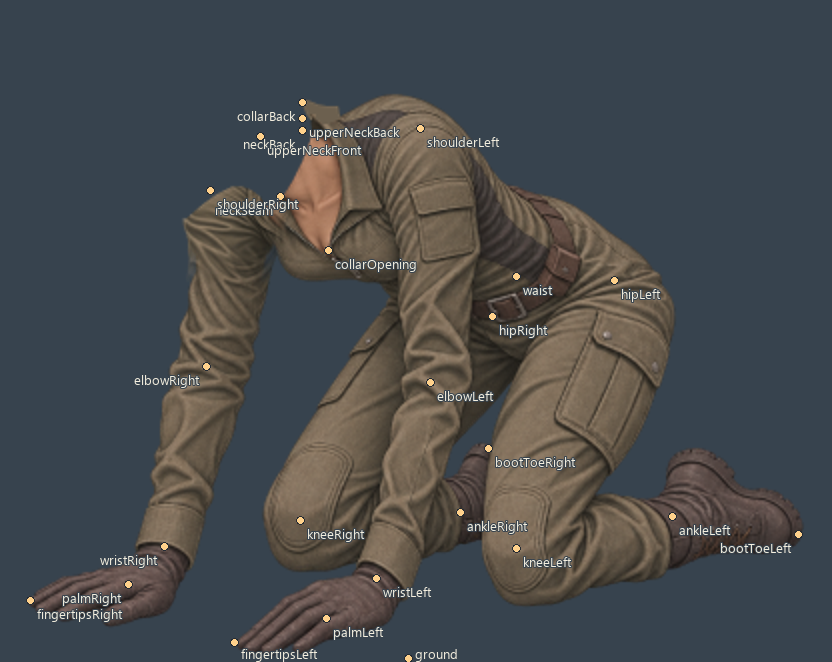 collarBack
upperNeckBack
neckBack
upperNeckFront
shoulderLeft
shoulderRight
neckSeam
collarOpening
waist
hipLeft
hipRight
elbowRight
elbowLeft
bootToeRight
kneeRight
ankleRight
ankleLeft
bootToeLeft
wristRight
kneeLeft
palmRight
wristLeft
fingertipsRight
palmLeft
fingertipsLeft
ground